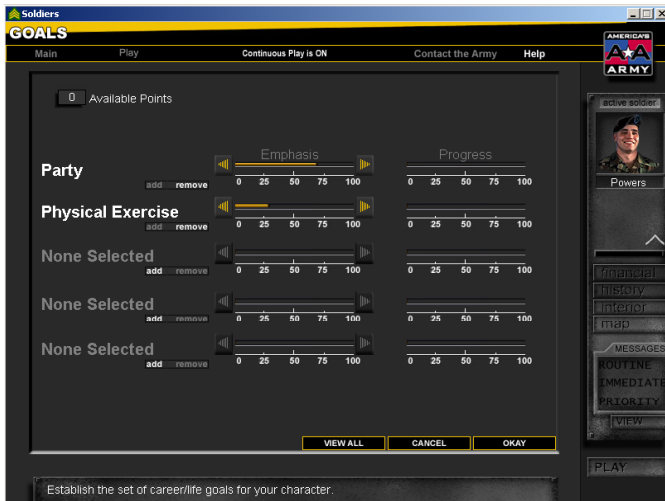 Soldiers
GOALS
Main Play Continuous Play is ON Contact the Army Help
AMERICA'S
ARMY
0 Available Points
active soldier
Emphasis Progress
Party
add remove 0 25 50 75 100 0 25 50 75 100
Powers
Physical Exercise
add remove 0 25 50 75 100 0 25 50 75 100
None Selected
add remove 0 25 50 75 100 0 25 50 75 100
financial
history
None Selected
interior
add remove 0 25 50 75 100 0 25 50 75 100
map
None Selected
MESSAGES
add remove 0 25 50 75 100 0 25 50 75 100
ROUTINE
IMMEDIATE
PRIORITY
VIEW
VIEW ALL CANCEL OKAY
PLAY
Establish the set of career/life goals for your character.